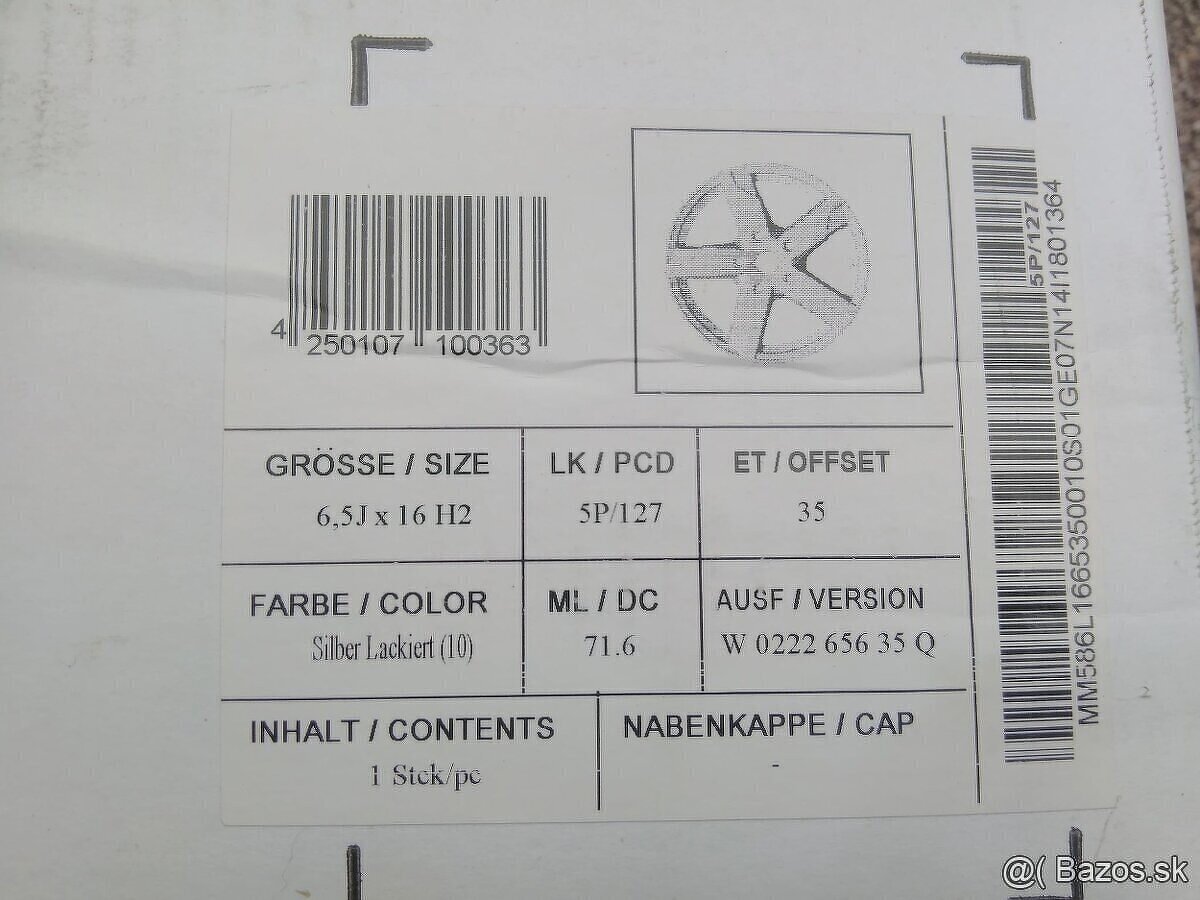 4 250107 100363
GRÖSSE / SIZE
6,5J x 16 H2
LK / PCD
5P/127
ET / OFFSET
35
FARBE / COLOR
Silber Lackiert (10)
ML / DC
71.6
AUSF / VERSION
W 0222 656 35 Q
INHALT / CONTENTS
1 Stck/pc
NABENKAPPE / CAP
-
5P/127
MM586L1665350010S01GE07N14I1801364
@( Bazos.sk